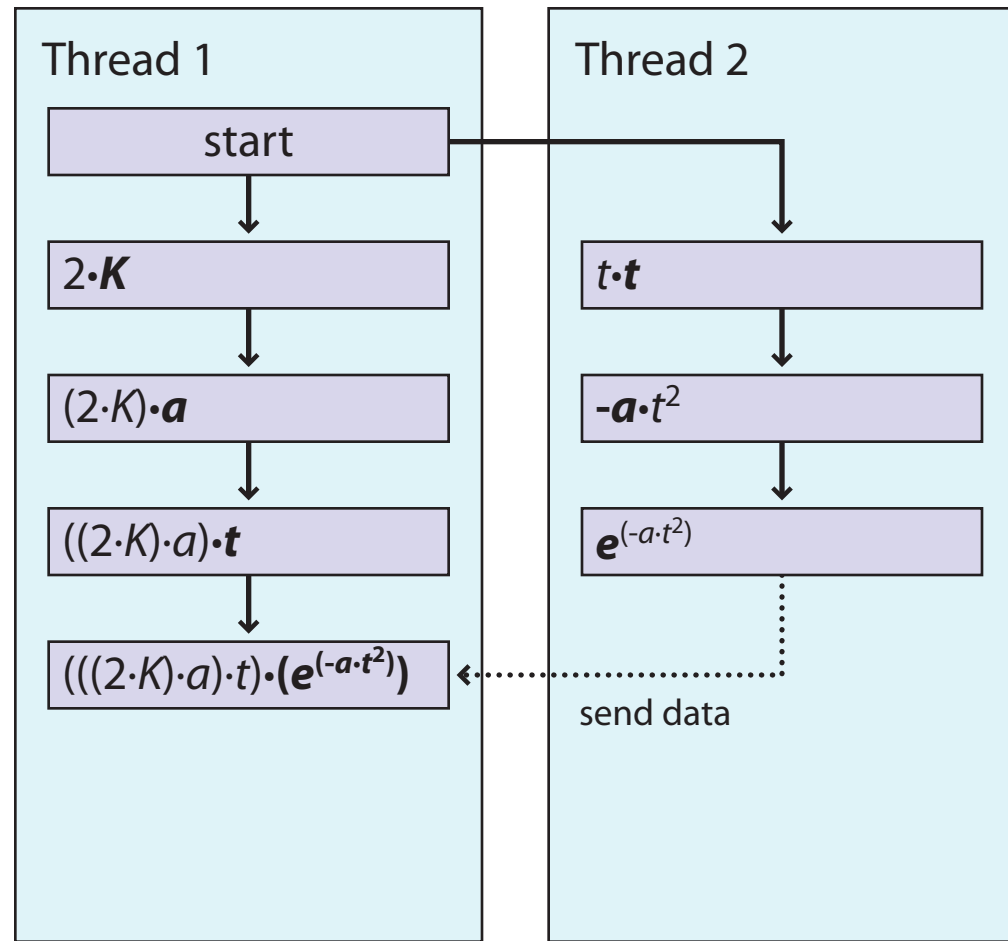 Thread 1
start
2·K
(2·K)·a
((2·K)·a)·t
(((2·K)·a)·t)·(e^(-a·t²))
Thread 2
t·t
-a·t²
e^(-a·t²)
send data